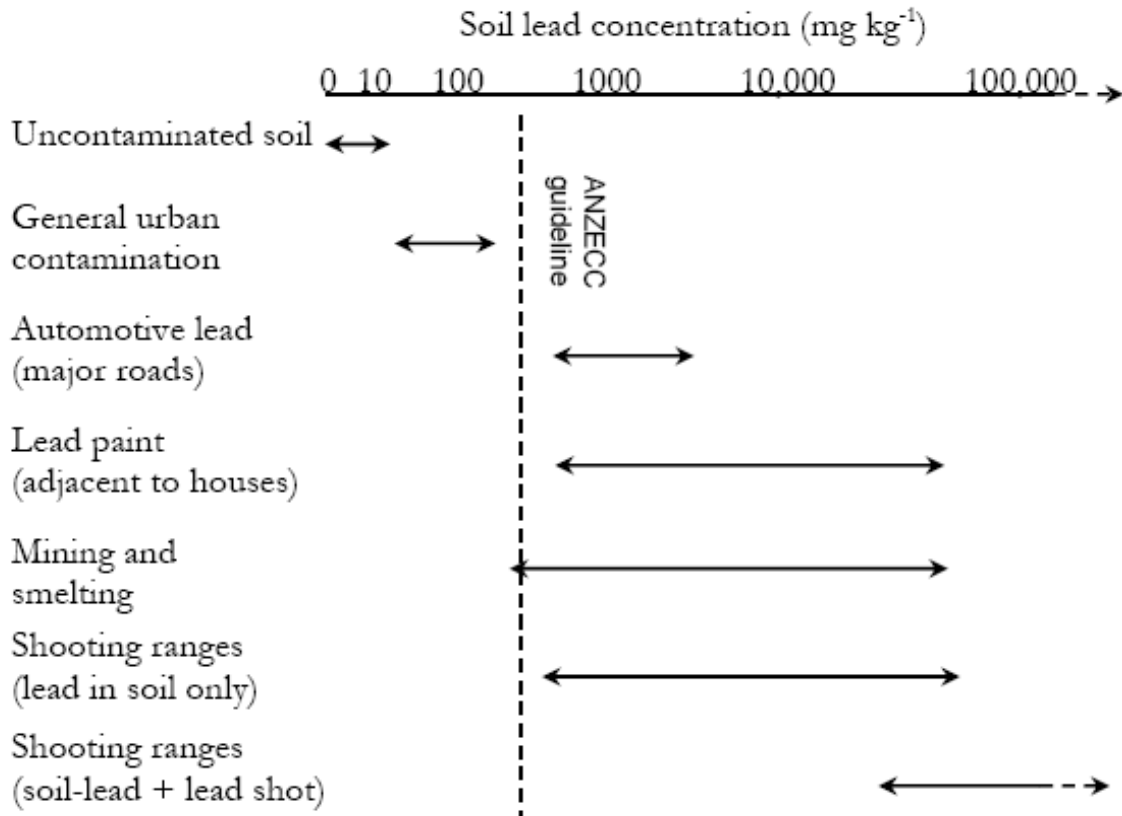 Soil lead concentration (mg kg⁻¹)
0 10 100 1000 10,000 100,000
Uncontaminated soil
ANZECC
guideline
General urban
contamination
Automotive lead
(major roads)
Lead paint
(adjacent to houses)
Mining and
smelting
Shooting ranges
(lead in soil only)
Shooting ranges
(soil-lead + lead shot)